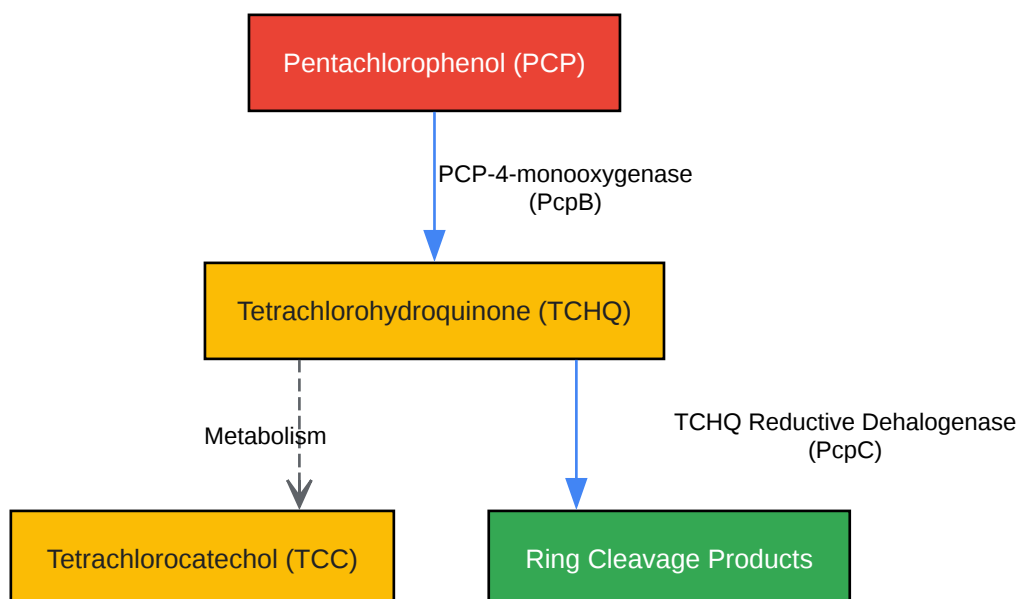 Pentachlorophenol (PCP)
PCP-4-monooxygenase
(PcpB)
Tetrachlorohydroquinone (TCHQ)
Metabolism
TCHQ Reductive Dehalogenase
(PcpC)
Tetrachlorocatechol (TCC)
Ring Cleavage Products